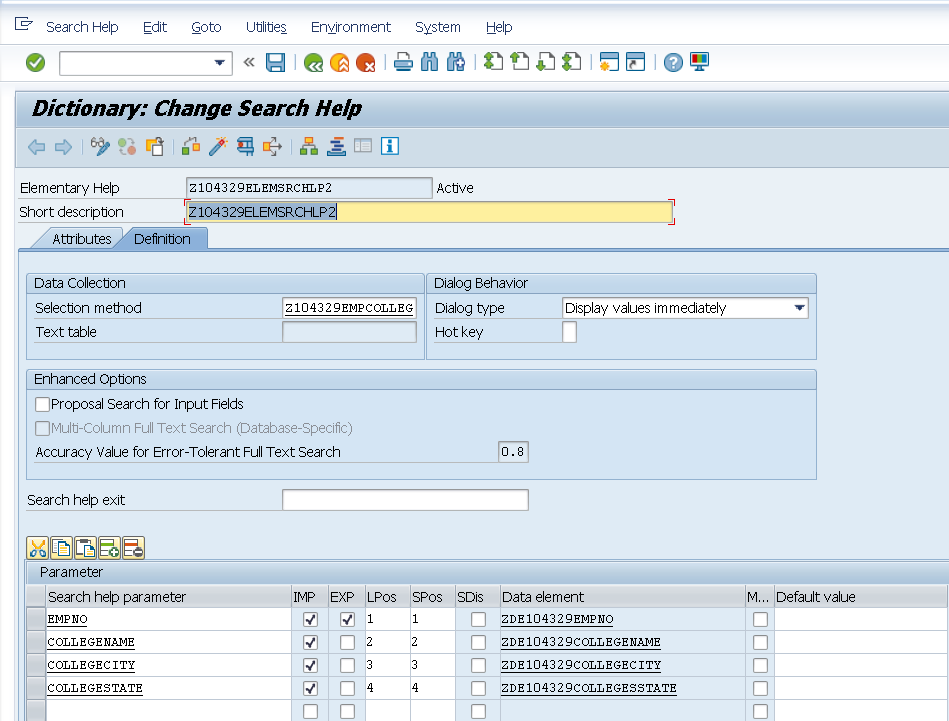 Search Help Edit Goto Utilities Environment System Help
Dictionary: Change Search Help
Elementary Help Z104329ELEMSRCHLP2 Active
Short description Z104329ELEMSRCHLP2
Attributes Definition
Data Collection Dialog Behavior
Selection method Z104329EMPCOLLEG Dialog type Display values immediately
Text table Hot key
Enhanced Options
Proposal Search for Input Fields
Multi-Column Full Text Search (Database-Specific)
Accuracy Value for Error-Tolerant Full Text Search 0.8
Search help exit
Parameter
Search help parameter IMP EXP LPos SPos SDis Data element M... Default value
EMPNO 1 1 ZDE104329EMPNO
COLLEGENAME 2 2 ZDE104329COLLEGENAME
COLLEGECITY 3 3 ZDE104329COLLEGECITY
COLLEGESTATE 4 4 ZDE104329COLLEGESSTATE